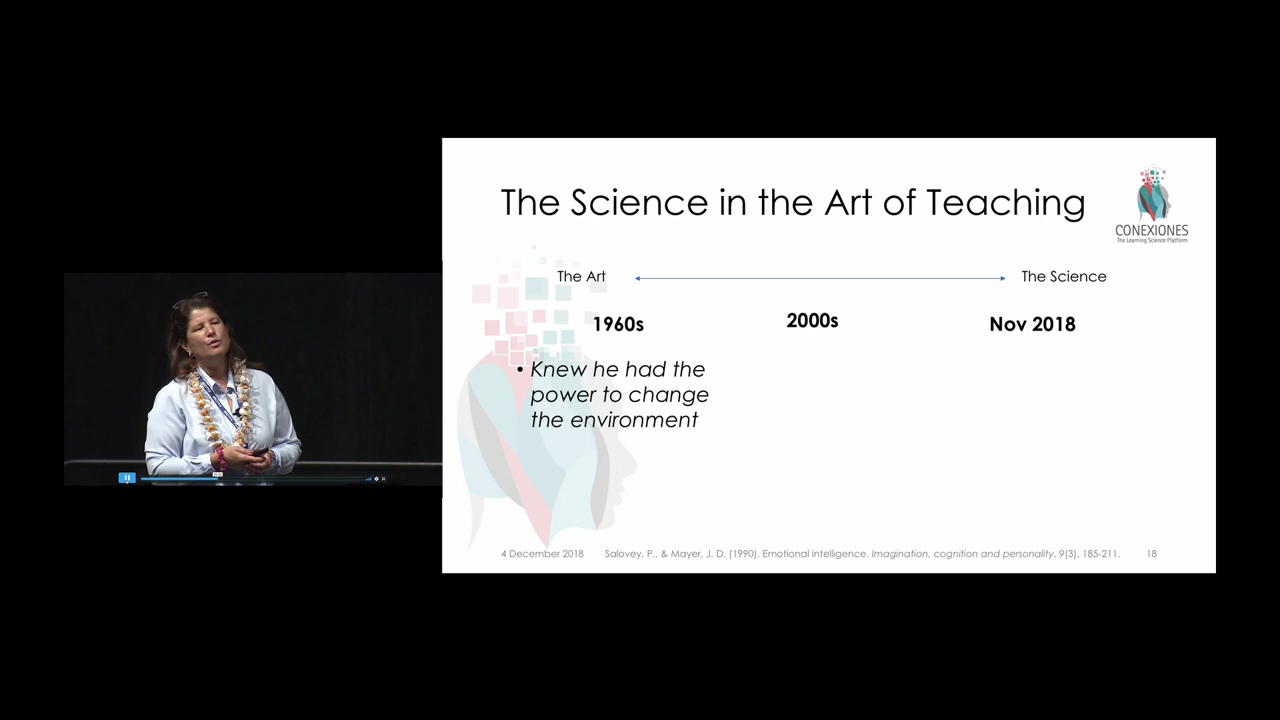 The Science in the Art of Teaching
CONEXIONES
The Learning Science Platform
The Art
The Science
1960s
2000s
Nov 2018
• Knew he had the
power to change
the environment
4 December 2018
Salovey, P., & Mayer, J. D. (1990). Emotional intelligence. Imagination, cognition and personality, 9(3), 185-211.
18